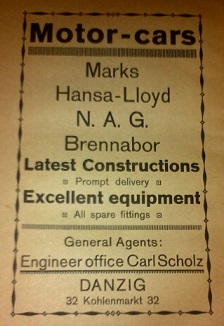 Motor-cars
Marks
Hansa-Lloyd
N. A. G.
Brennabor
Latest Constructions
Prompt delivery
Excellent equipment
All spare fittings
General Agents:
Engineer office Carl Scholz
DANZIG
32 Kohlenmarkt 32